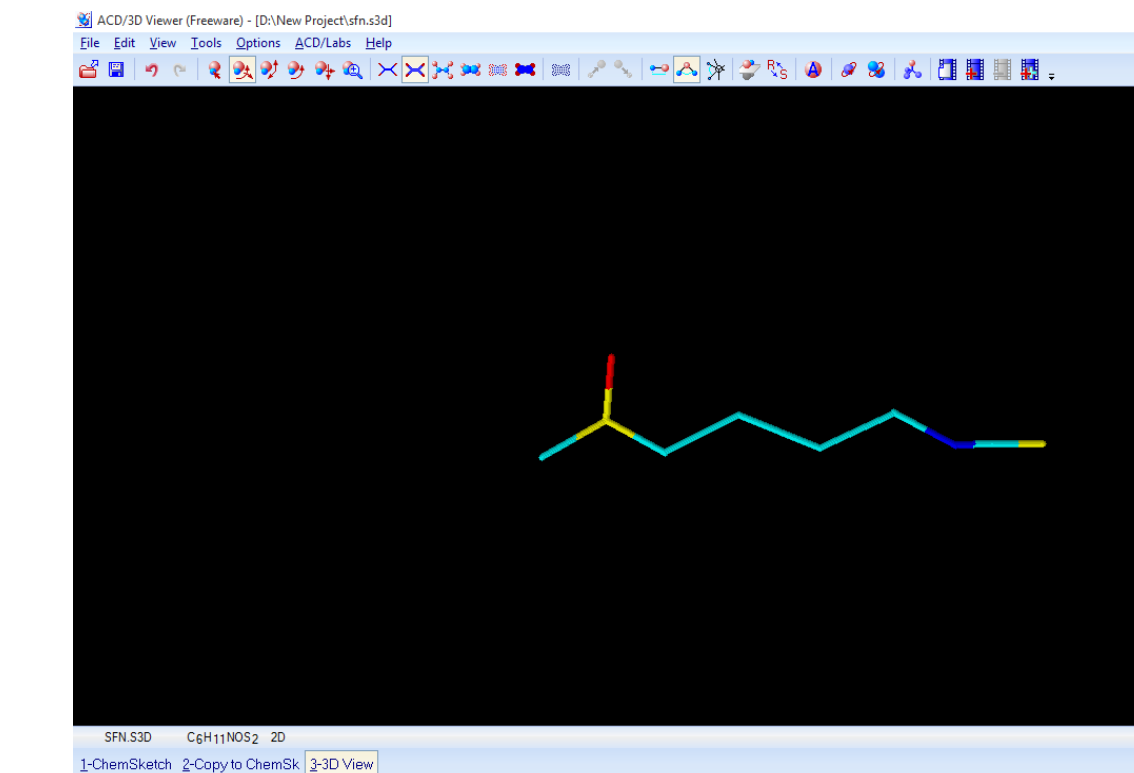 ACD/3D Viewer (Freeware) - [D:\New Project\sfn.s3d]
File Edit View Tools Options ACD/Labs Help
R S A
SFN.S3D C6H11NOS2 2D
1-ChemSketch 2-Copy to ChemSk 3-3D View